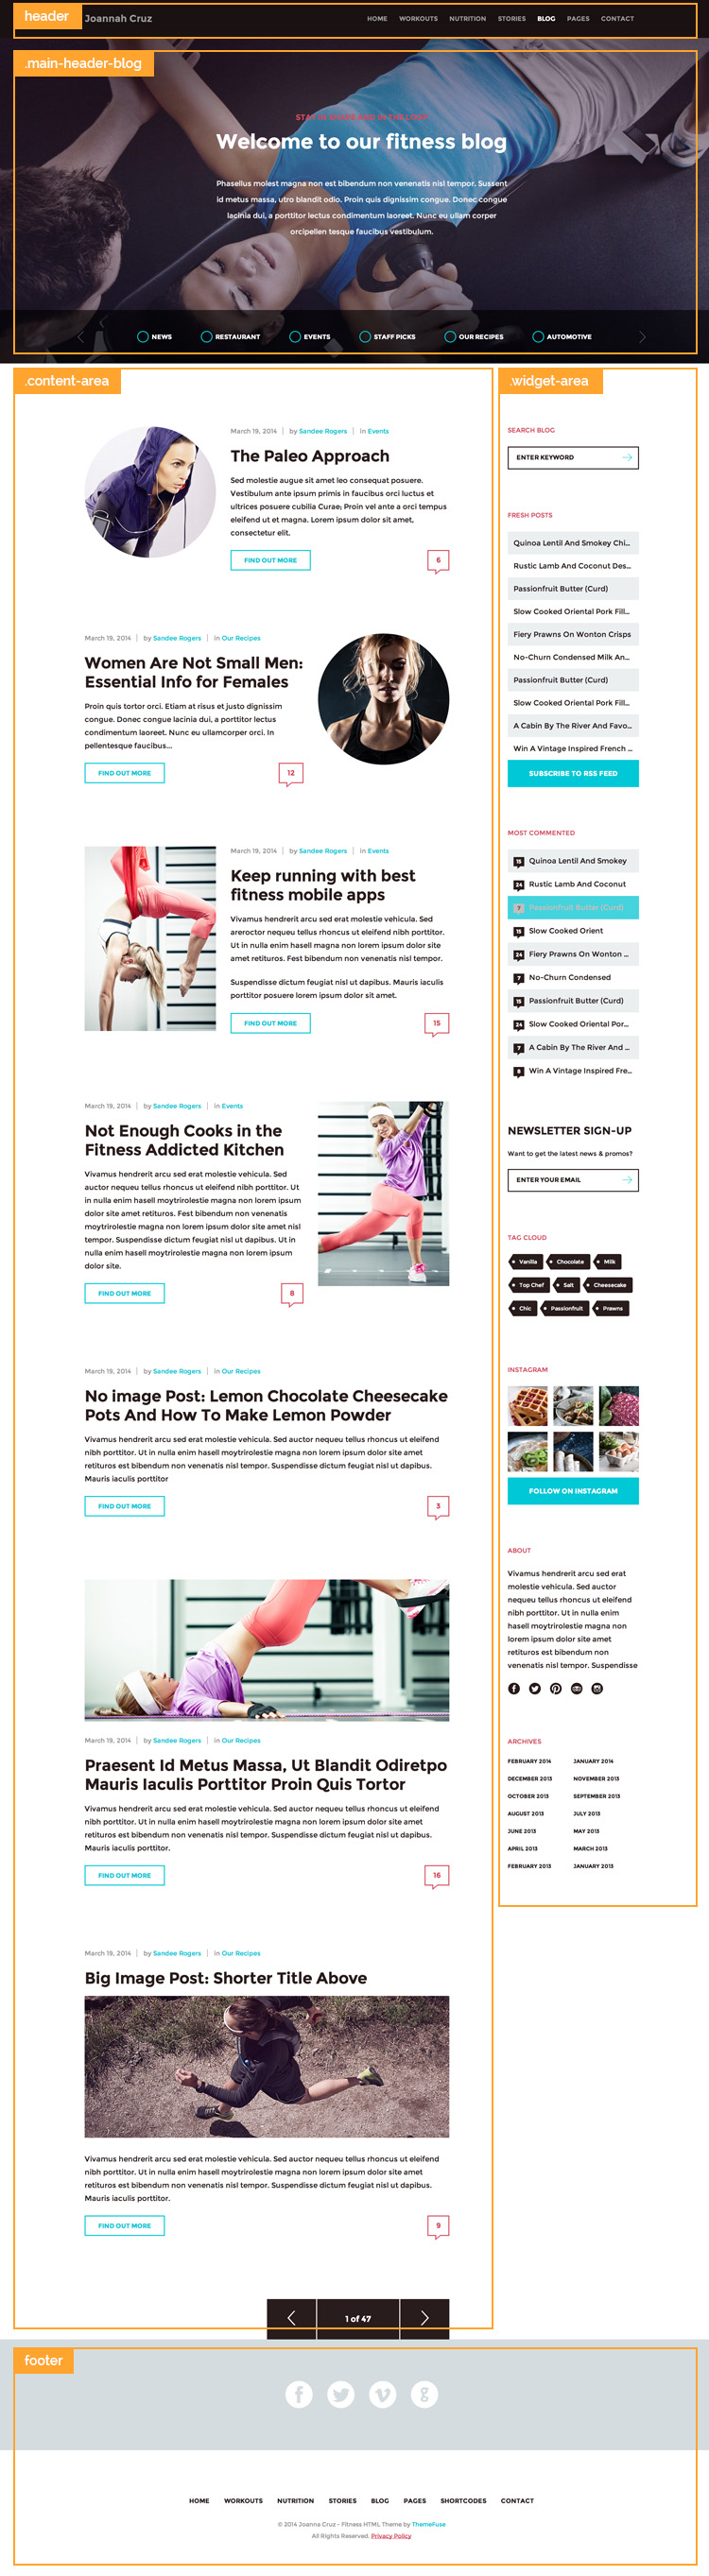 header
Joannah Cruz
HOME WORKOUTS NUTRITION STORIES BLOG PAGES CONTACT
.main-header-blog
STAY IN SHAPE AND IN THE LOOP
Welcome to our fitness blog
Phasellus molest magna non est bibendum non venenatis nisl tempor. Sussent
id metus massa, utro blandit odio. Proin quis dignissim congue. Donec congue
lacinia dui, a porttitor lectus condimentum laoreet. Nunc eu ullam corper
orcipellen tesque faucibus vestibulum.
NEWS RESTAURANT EVENTS STAFF PICKS OUR RECIPES AUTOMOTIVE
.content-area
March 19, 2014 | by Sandee Rogers | in Events
The Paleo Approach
Sed molestie augue sit amet leo consequat posuere.
Vestibulum ante ipsum primis in faucibus orci luctus et
ultrices posuere cubilia Curae; Proin vel ante a orci tempus
eleifend ut et magna. Lorem ipsum dolor sit amet,
consectetur elit.
FIND OUT MORE 6
March 19, 2014 | by Sandee Rogers | in Our Recipes
Women Are Not Small Men:
Essential Info for Females
Proin quis tortor orci. Etiam at risus et justo dignissim
congue. Donec congue lacinia dui, a porttitor lectus
condimentum laoreet. Nunc eu ullamcorper orci. In
pellentesque faucibus...
FIND OUT MORE 12
March 19, 2014 | by Sandee Rogers | in Events
Keep running with best
fitness mobile apps
Vivamus hendrerit arcu sed erat molestie vehicula. Sed
areroctor nequeu tellus rhoncus ut eleifend nibh porttitor.
Ut in nulla enim hasell magna non lorem ipsum dolor site
amet retituros. Fest bibendum non venenatis nisl tempor.
Suspendisse dictum feugiat nisl ut dapibus. Mauris iaculis
porttitor posuere lorem ipsum dolor sit amet.
FIND OUT MORE 15
March 19, 2014 | by Sandee Rogers | in Events
Not Enough Cooks in the
Fitness Addicted Kitchen
Vivamus hendrerit arcu sed erat molestie vehicula. Sed
auctor nequeu tellus rhoncus ut eleifend nibh porttitor. Ut
in nulla enim hasell moytrirolestie magna non lorem ipsum
dolor site amet retituros. Fest bibendum non venenatis nisl
moytrirolestie magna non lorem ipsum dolor site amet nisl
tempor. Suspendisse dictum feugiat nisl ut dapibus. Ut in
nulla enim hasell moytrirolestie magna non lorem ipsum
dolor site.
FIND OUT MORE 8
March 19, 2014 | by Sandee Rogers | in Our Recipes
No image Post: Lemon Chocolate Cheesecake
Pots And How To Make Lemon Powder
Vivamus hendrerit arcu sed erat molestie vehicula. Sed auctor nequeu tellus rhoncus ut eleifend
nibh porttitor. Ut in nulla enim hasell moytrirolestie magna non lorem ipsum dolor site amet
retituros est bibendum non venenatis nisl tempor. Suspendisse dictum feugiat nisl ut dapibus.
Mauris iaculis porttitor
FIND OUT MORE 3
March 19, 2014 | by Sandee Rogers | in Our Recipes
Praesent Id Metus Massa, Ut Blandit Odiretpo
Mauris Iaculis Porttitor Proin Quis Tortor
Vivamus hendrerit arcu sed erat molestie vehicula. Sed auctor nequeu tellus rhoncus ut eleifend
nibh porttitor. Ut in nulla enim hasell moytrirolestie magna non lorem ipsum dolor site amet
retituros est bibendum non venenatis nisl tempor. Suspendisse dictum feugiat nisl ut dapibus.
Mauris iaculis porttitor.
FIND OUT MORE 16
March 19, 2014 | by Sandee Rogers | in Our Recipes
Big Image Post: Shorter Title Above
Vivamus hendrerit arcu sed erat molestie vehicula. Sed auctor nequeu tellus rhoncus ut eleifend
nibh porttitor. Ut in nulla enim hasell moytrirolestie magna non lorem ipsum dolor site amet
retituros est bibendum non venenatis nisl tempor. Suspendisse dictum feugiat nisl ut dapibus.
Mauris iaculis porttitor.
FIND OUT MORE 9
1 of 47
.widget-area
SEARCH BLOG
ENTER KEYWORD
FRESH POSTS
Quinoa Lentil And Smokey Chi...
Rustic Lamb And Coconut Des...
Passionfruit Butter (Curd)
Slow Cooked Oriental Pork Fill...
Fiery Prawns On Wonton Crisps
No-Churn Condensed Milk An...
Passionfruit Butter (Curd)
Slow Cooked Oriental Pork Fill...
A Cabin By The River And Favo...
Win A Vintage Inspired French ...
SUBSCRIBE TO RSS FEED
MOST COMMENTED
15 Quinoa Lentil And Smokey
24 Rustic Lamb And Coconut
7 Passionfruit Butter (Curd)
15 Slow Cooked Orient
24 Fiery Prawns On Wonton ...
7 No-Churn Condensed
15 Passionfruit Butter (Curd)
24 Slow Cooked Oriental Por...
7 A Cabin By The River And ...
8 Win A Vintage Inspired Fre...
NEWSLETTER SIGN-UP
Want to get the latest news & promos?
ENTER YOUR EMAIL
TAG CLOUD
Vanilla Chocolate Milk
Top Chef Salt Cheesecake
Chic Passionfruit Prawns
INSTAGRAM
FOLLOW ON INSTAGRAM
ABOUT
Vivamus hendrerit arcu sed erat
molestie vehicula. Sed auctor
nequeu tellus rhoncus ut eleifend
nibh porttitor. Ut in nulla enim
hasell moytrirolestie magna non
lorem ipsum dolor site amet
retituros est bibendum non
venenatis nisl tempor. Suspendisse
ARCHIVES
FEBRUARY 2014 JANUARY 2014
DECEMBER 2013 NOVEMBER 2013
OCTOBER 2013 SEPTEMBER 2013
AUGUST 2013 JULY 2013
JUNE 2013 MAY 2013
APRIL 2013 MARCH 2013
FEBRUARY 2013 JANUARY 2013
footer
HOME WORKOUTS NUTRITION STORIES BLOG PAGES SHORTCODES CONTACT
© 2014 Joanna Cruz - Fitness HTML Theme by ThemeFuse
All Rights Reserved. Privacy Policy